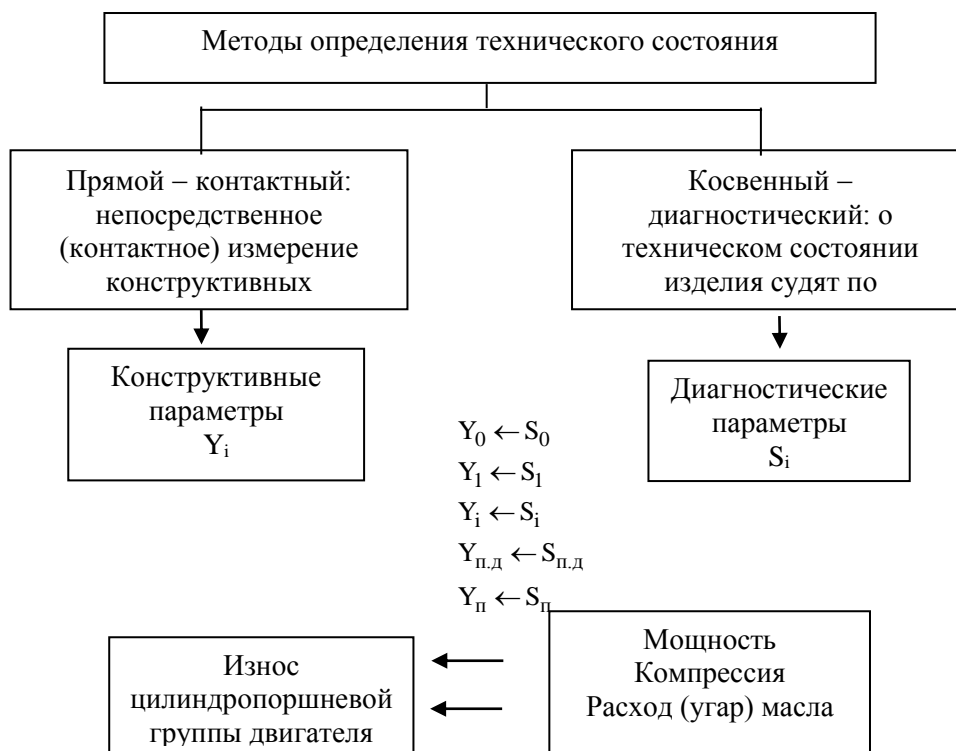 Методы определения технического состояния
Прямой – контактный:
непосредственное
(контактное) измерение
конструктивных
Косвенный –
диагностический: о
техническом состоянии
изделия судят по
Конструктивные
параметры
Yi
Диагностические
параметры
Si
Y0 ← S0
Y1 ← S1
Yi ← Si
Yп.д ← Sп.д
Yп ← Sп
Износ
цилиндропоршневой
группы двигателя
Мощность
Компрессия
Расход (угар) масла